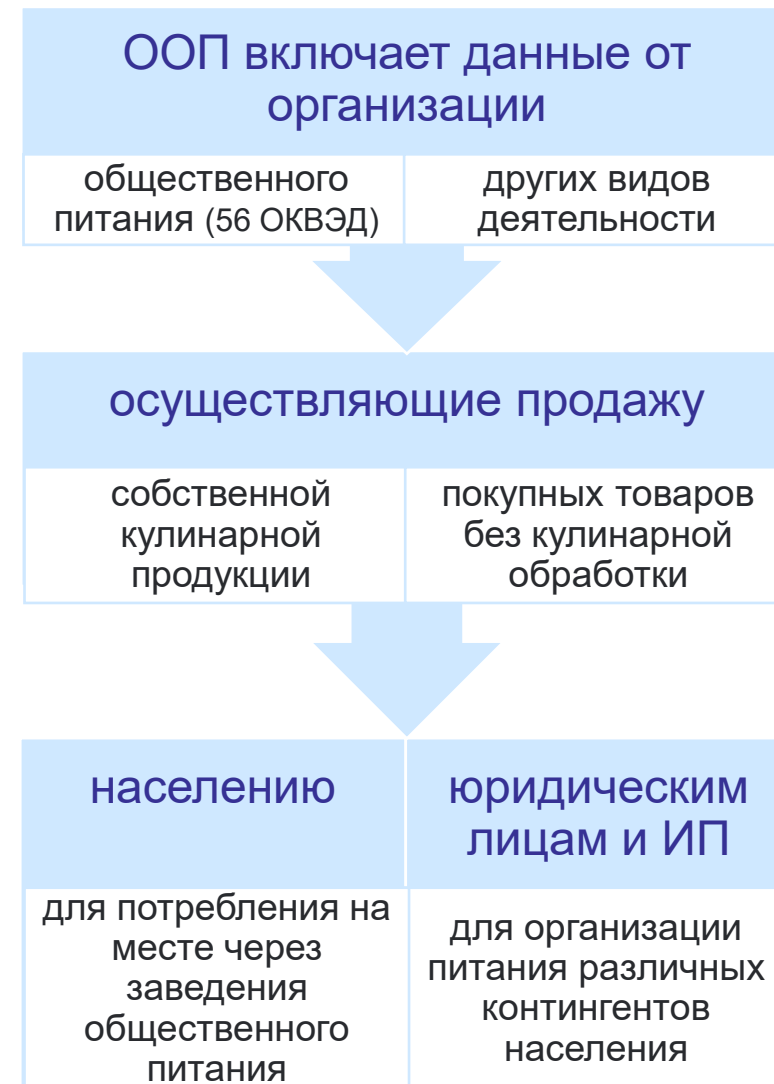 ООП включает данные от
организации
общественного
питания (56 ОКВЭД)
других видов
деятельности
осуществляющие продажу
собственной
кулинарной
продукции
покупных товаров
без кулинарной
обработки
населению
юридическим
лицам и ИП
для потребления на
месте через
заведения
общественного
питания
для организации
питания различных
контингентов
населения